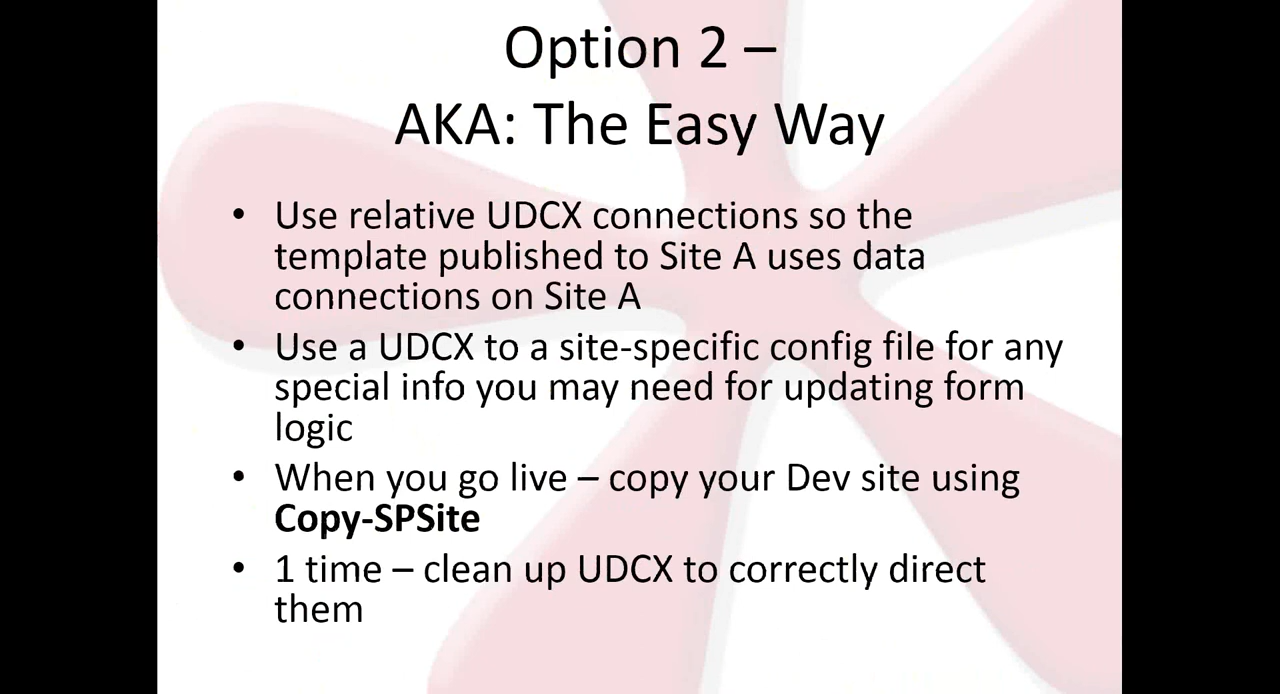 Option 2 –
AKA: The Easy Way
• Use relative UDCX connections so the
template published to Site A uses data
connections on Site A
• Use a UDCX to a site-specific config file for any
special info you may need for updating form
logic
• When you go live – copy your Dev site using
Copy-SPSite
• 1 time – clean up UDCX to correctly direct
them